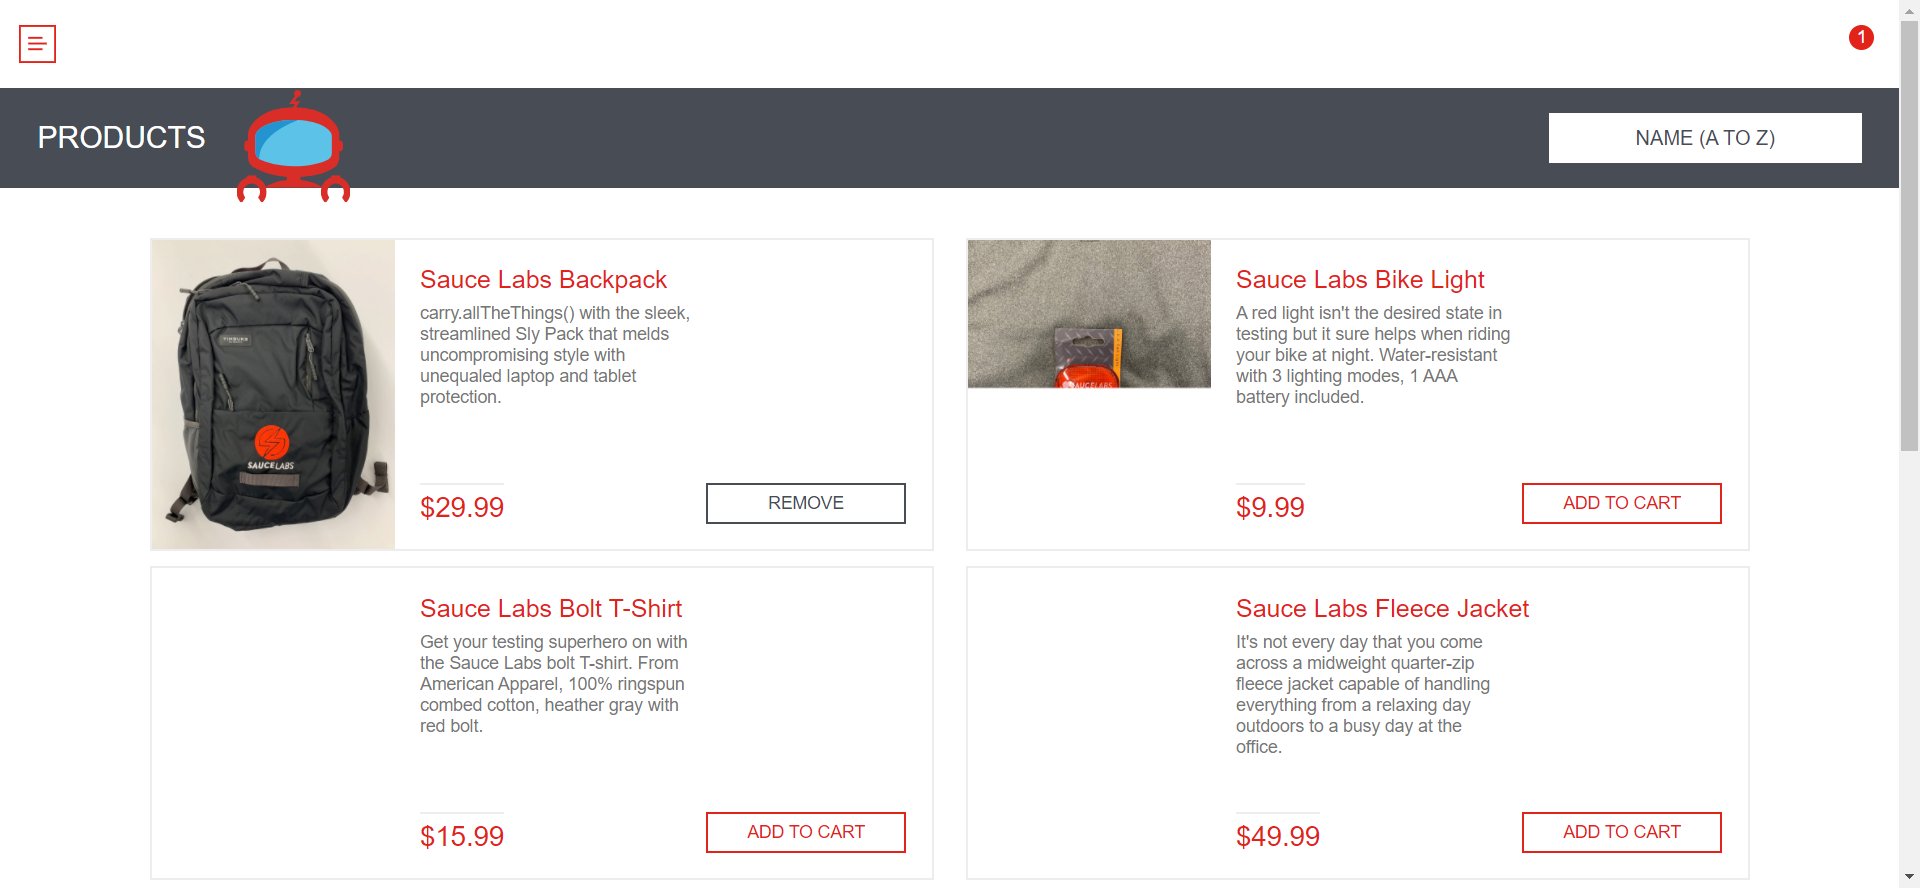 1
PRODUCTS
NAME (A TO Z)
SAUCELABS
Sauce Labs Backpack
carry.allTheThings() with the sleek,
streamlined Sly Pack that melds
uncompromising style with
unequaled laptop and tablet
protection.
$29.99
REMOVE
Sauce Labs Bike Light
A red light isn't the desired state in
testing but it sure helps when riding
your bike at night. Water-resistant
with 3 lighting modes, 1 AAA
battery included.
$9.99
ADD TO CART
Sauce Labs Bolt T-Shirt
Get your testing superhero on with
the Sauce Labs bolt T-shirt. From
American Apparel, 100% ringspun
combed cotton, heather gray with
red bolt.
$15.99
ADD TO CART
Sauce Labs Fleece Jacket
It's not every day that you come
across a midweight quarter-zip
fleece jacket capable of handling
everything from a relaxing day
outdoors to a busy day at the
office.
$49.99
ADD TO CART